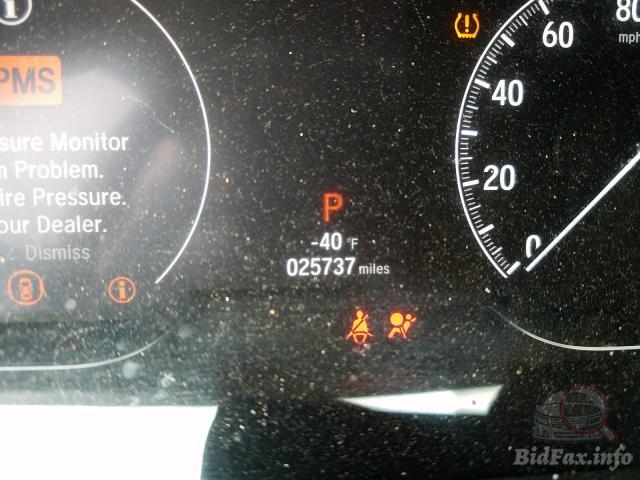 PMS
sure Monitor
m Problem.
ire Pressure.
our Dealer.
Dismiss
P
-40 °F
025737 miles
80
mph
60
40
20
0
BidFax.info